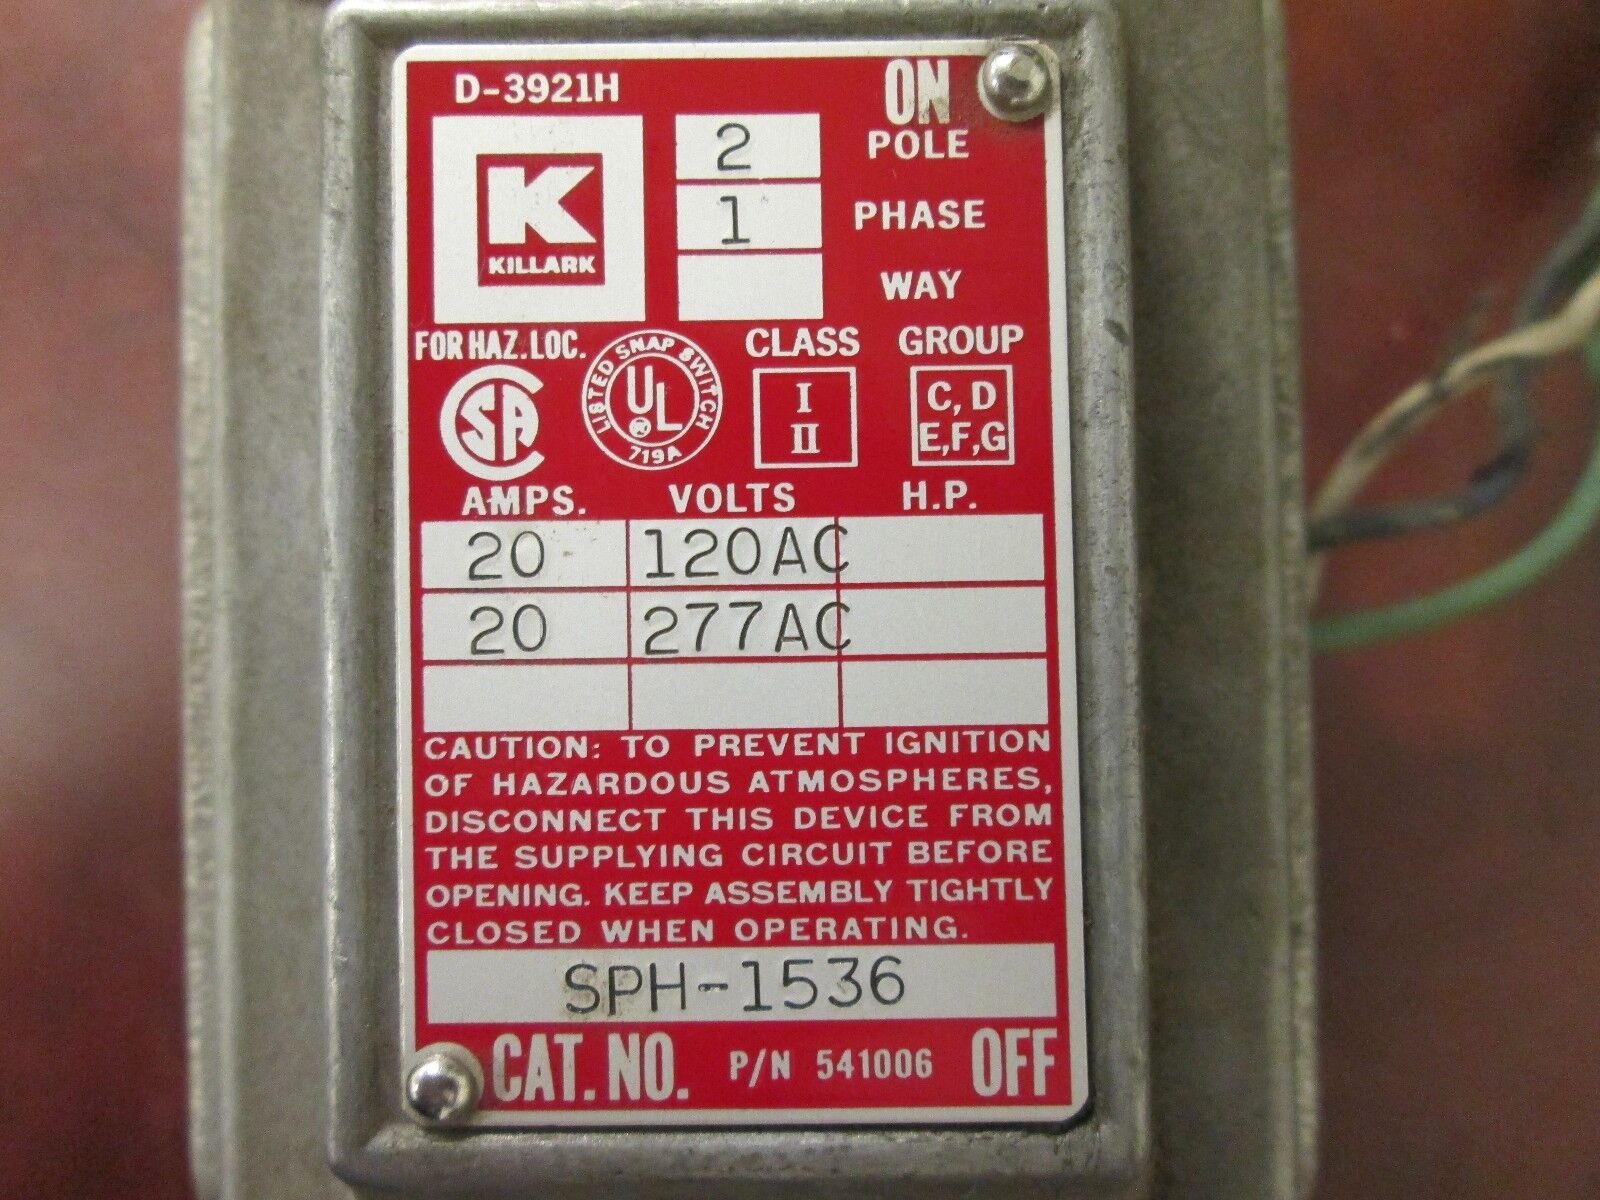 D-3921H
ON
2 POLE
1 PHASE
WAY
K
KILLARK
FOR HAZ. LOC.
CLASS GROUP
SA
LISTED SNAP SWITCH
UL
®
719A
I
II
C, D
E,F,G
AMPS. VOLTS H.P.
20 120AC
20 277AC
CAUTION: TO PREVENT IGNITION
OF HAZARDOUS ATMOSPHERES,
DISCONNECT THIS DEVICE FROM
THE SUPPLYING CIRCUIT BEFORE
OPENING. KEEP ASSEMBLY TIGHTLY
CLOSED WHEN OPERATING.
SPH-1536
CAT. NO. P/N 541006 OFF